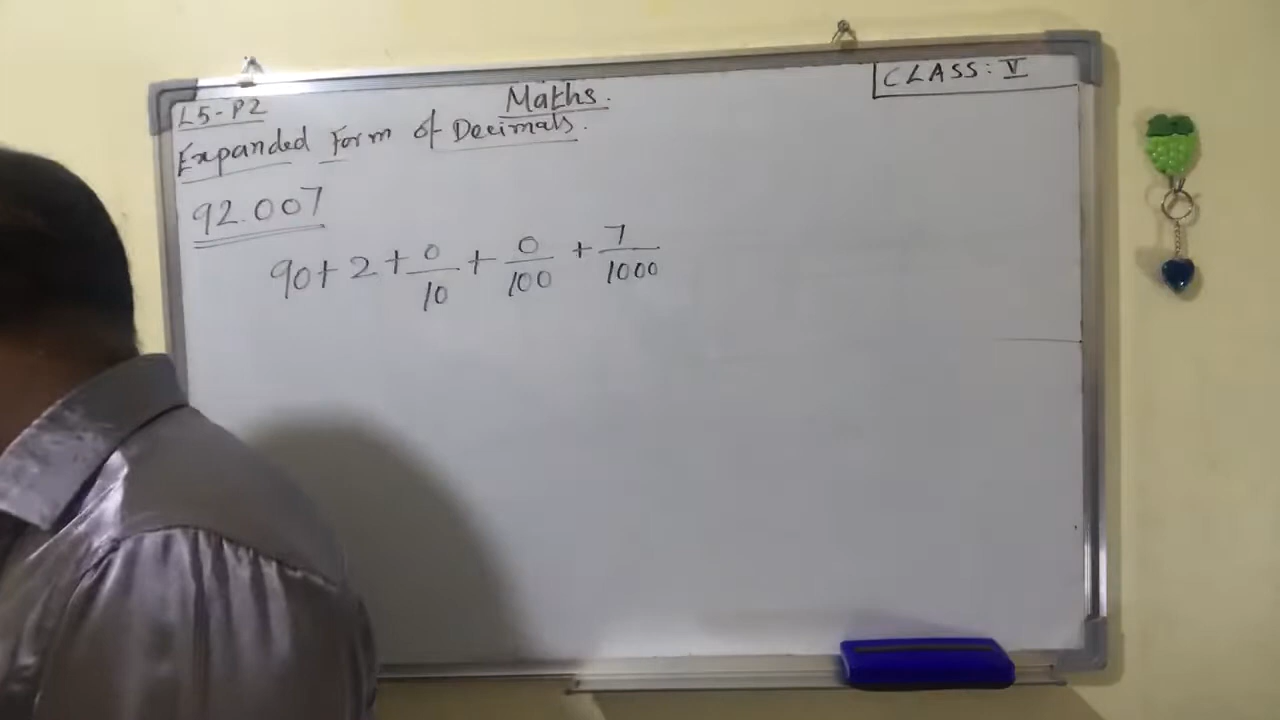 CLASS: V
Maths.
L5-P2
Expanded Form of Decimals.
92.007
90+ 2 + 0/10 + 0/100 + 7/1000